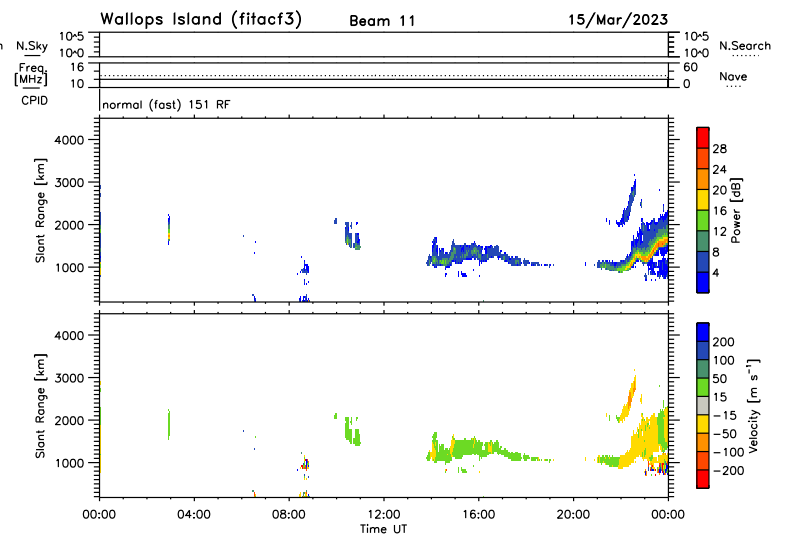 Wallops Island (fitacf3) Beam 11 15/Mar/2023
N.Sky 10^5 10^0 10^5 10^0 N.Search
Freq. [MHz] 16 10 60 0 Nave
CPID normal (fast) 151 RF
Slant Range [km]
4000
3000
2000
1000
28
24
20
16
12
8
4
Power [dB]
Slant Range [km]
4000
3000
2000
1000
200
100
50
15
-15
-50
-100
-200
Velocity [m s⁻¹]
00:00 04:00 08:00 12:00 16:00 20:00 00:00
Time UT